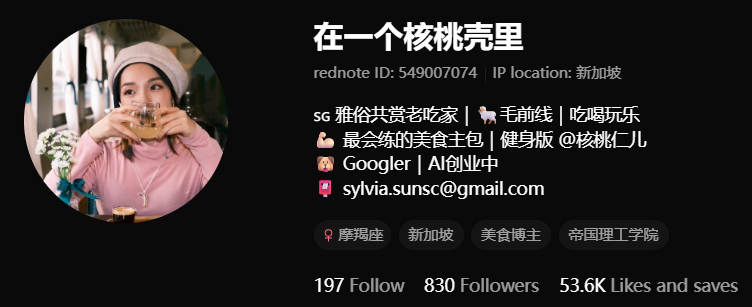 在一个核桃壳里
rednote ID: 549007074 | IP location: 新加坡
SG 雅俗共赏老吃家 | 🐏 毛前线 | 吃喝玩乐
💪🏻 最会练的美食主包 | 健身版 @核桃仁儿
🐶 Googler | AI创业中
📮 sylvia.sunsc@gmail.com
♀ 摩羯座 新加坡 美食博主 帝国理工学院
197 Follow 830 Followers 53.6K Likes and saves